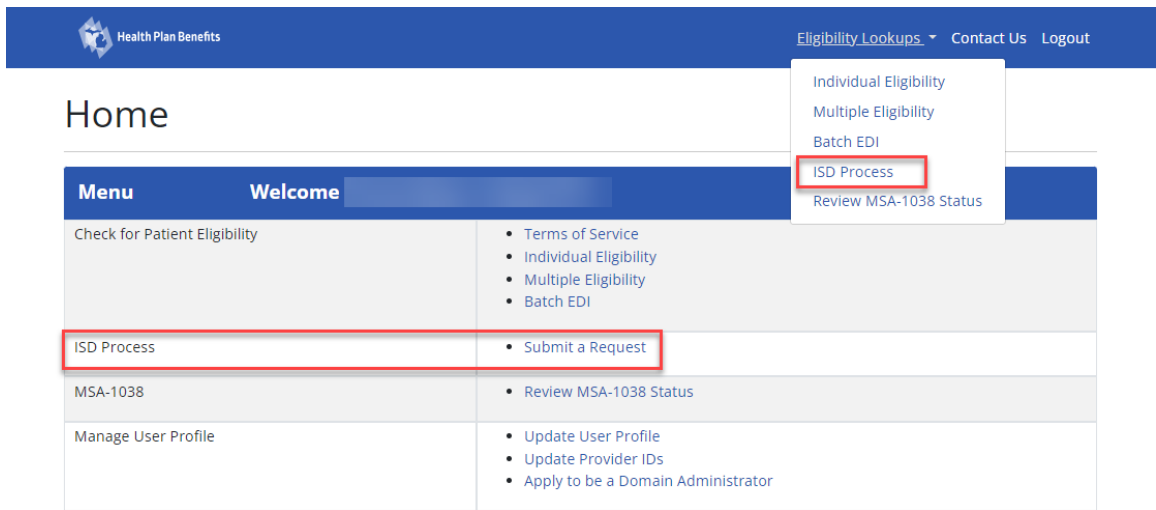 Health Plan Benefits
Eligibility Lookups Contact Us Logout
Individual Eligibility
Multiple Eligibility
Batch EDI
ISD Process
Review MSA-1038 Status
Home
Menu Welcome
Check for Patient Eligibility
• Terms of Service
• Individual Eligibility
• Multiple Eligibility
• Batch EDI
ISD Process
• Submit a Request
MSA-1038
• Review MSA-1038 Status
Manage User Profile
• Update User Profile
• Update Provider IDs
• Apply to be a Domain Administrator